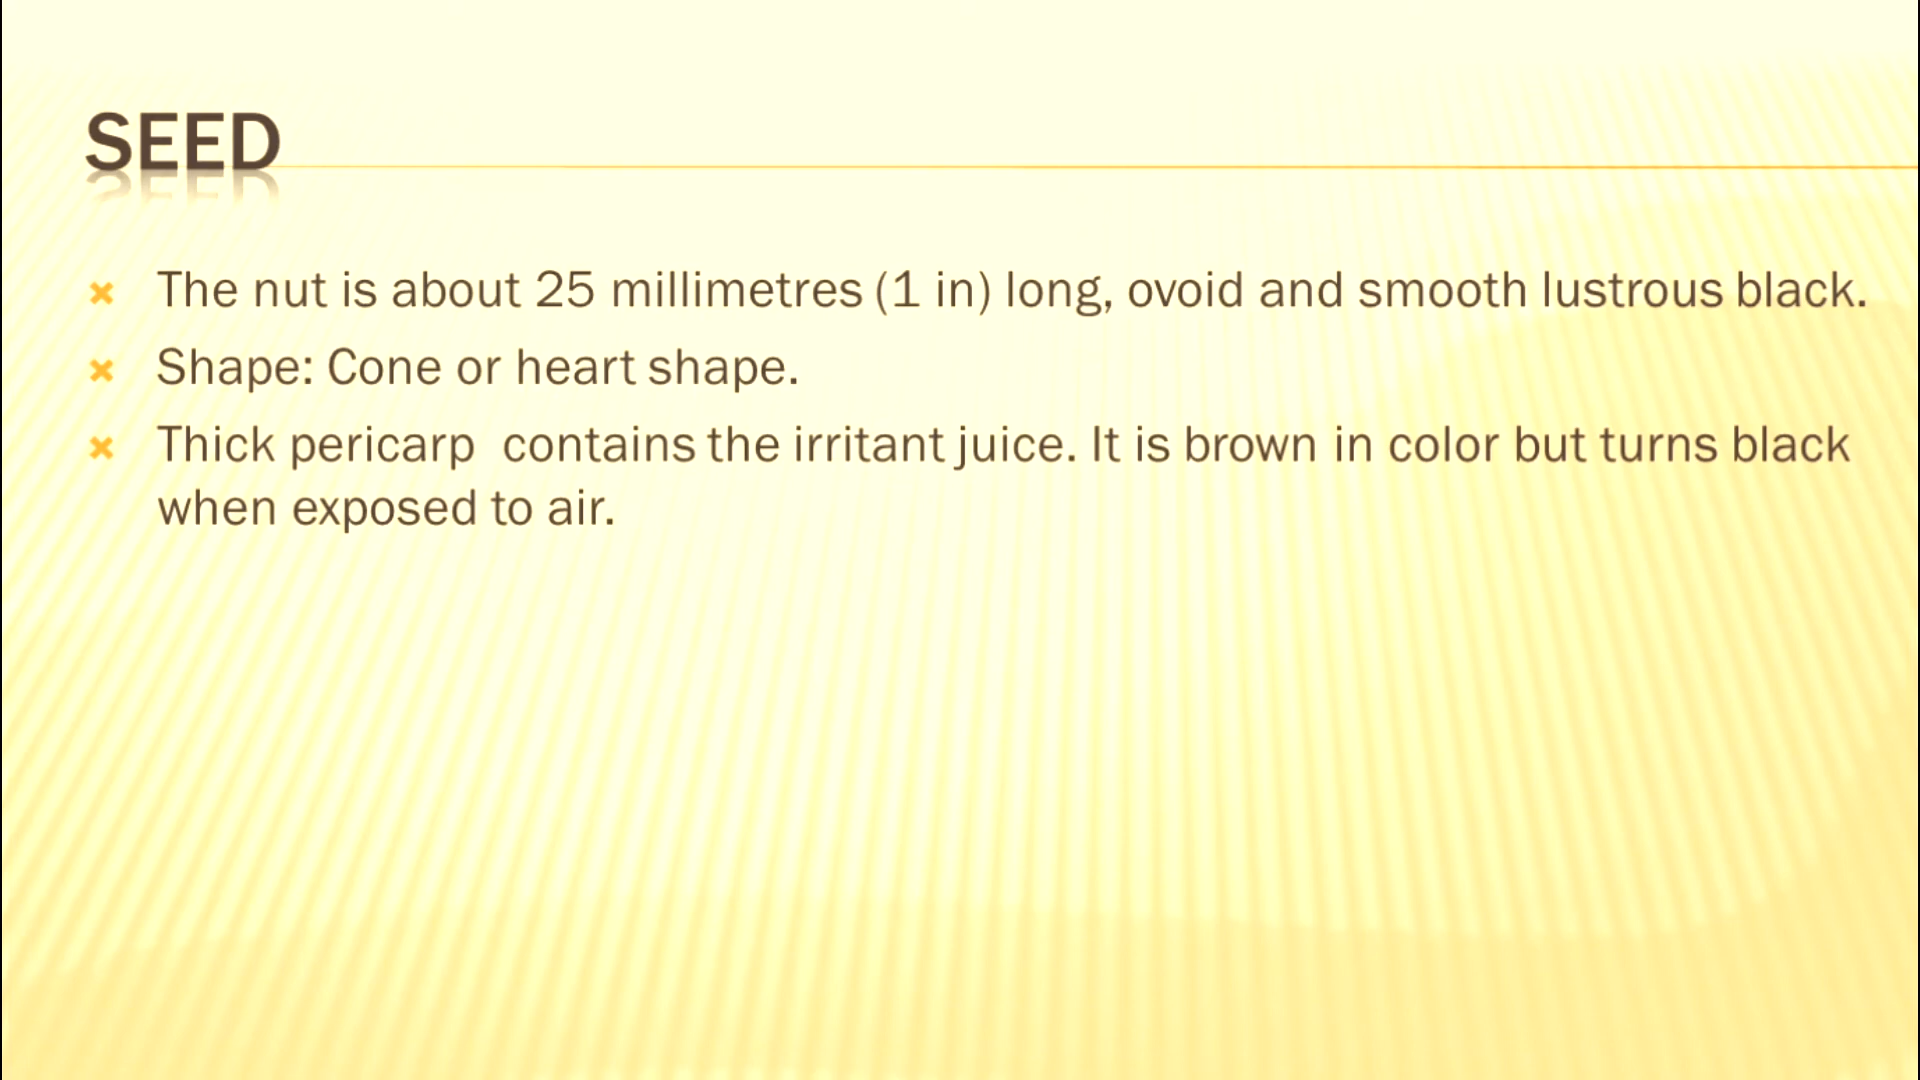 SEED
The nut is about 25 millimetres (1 in) long, ovoid and smooth lustrous black.
Shape: Cone or heart shape.
Thick pericarp  contains the irritant juice. It is brown in color but turns black
when exposed to air.